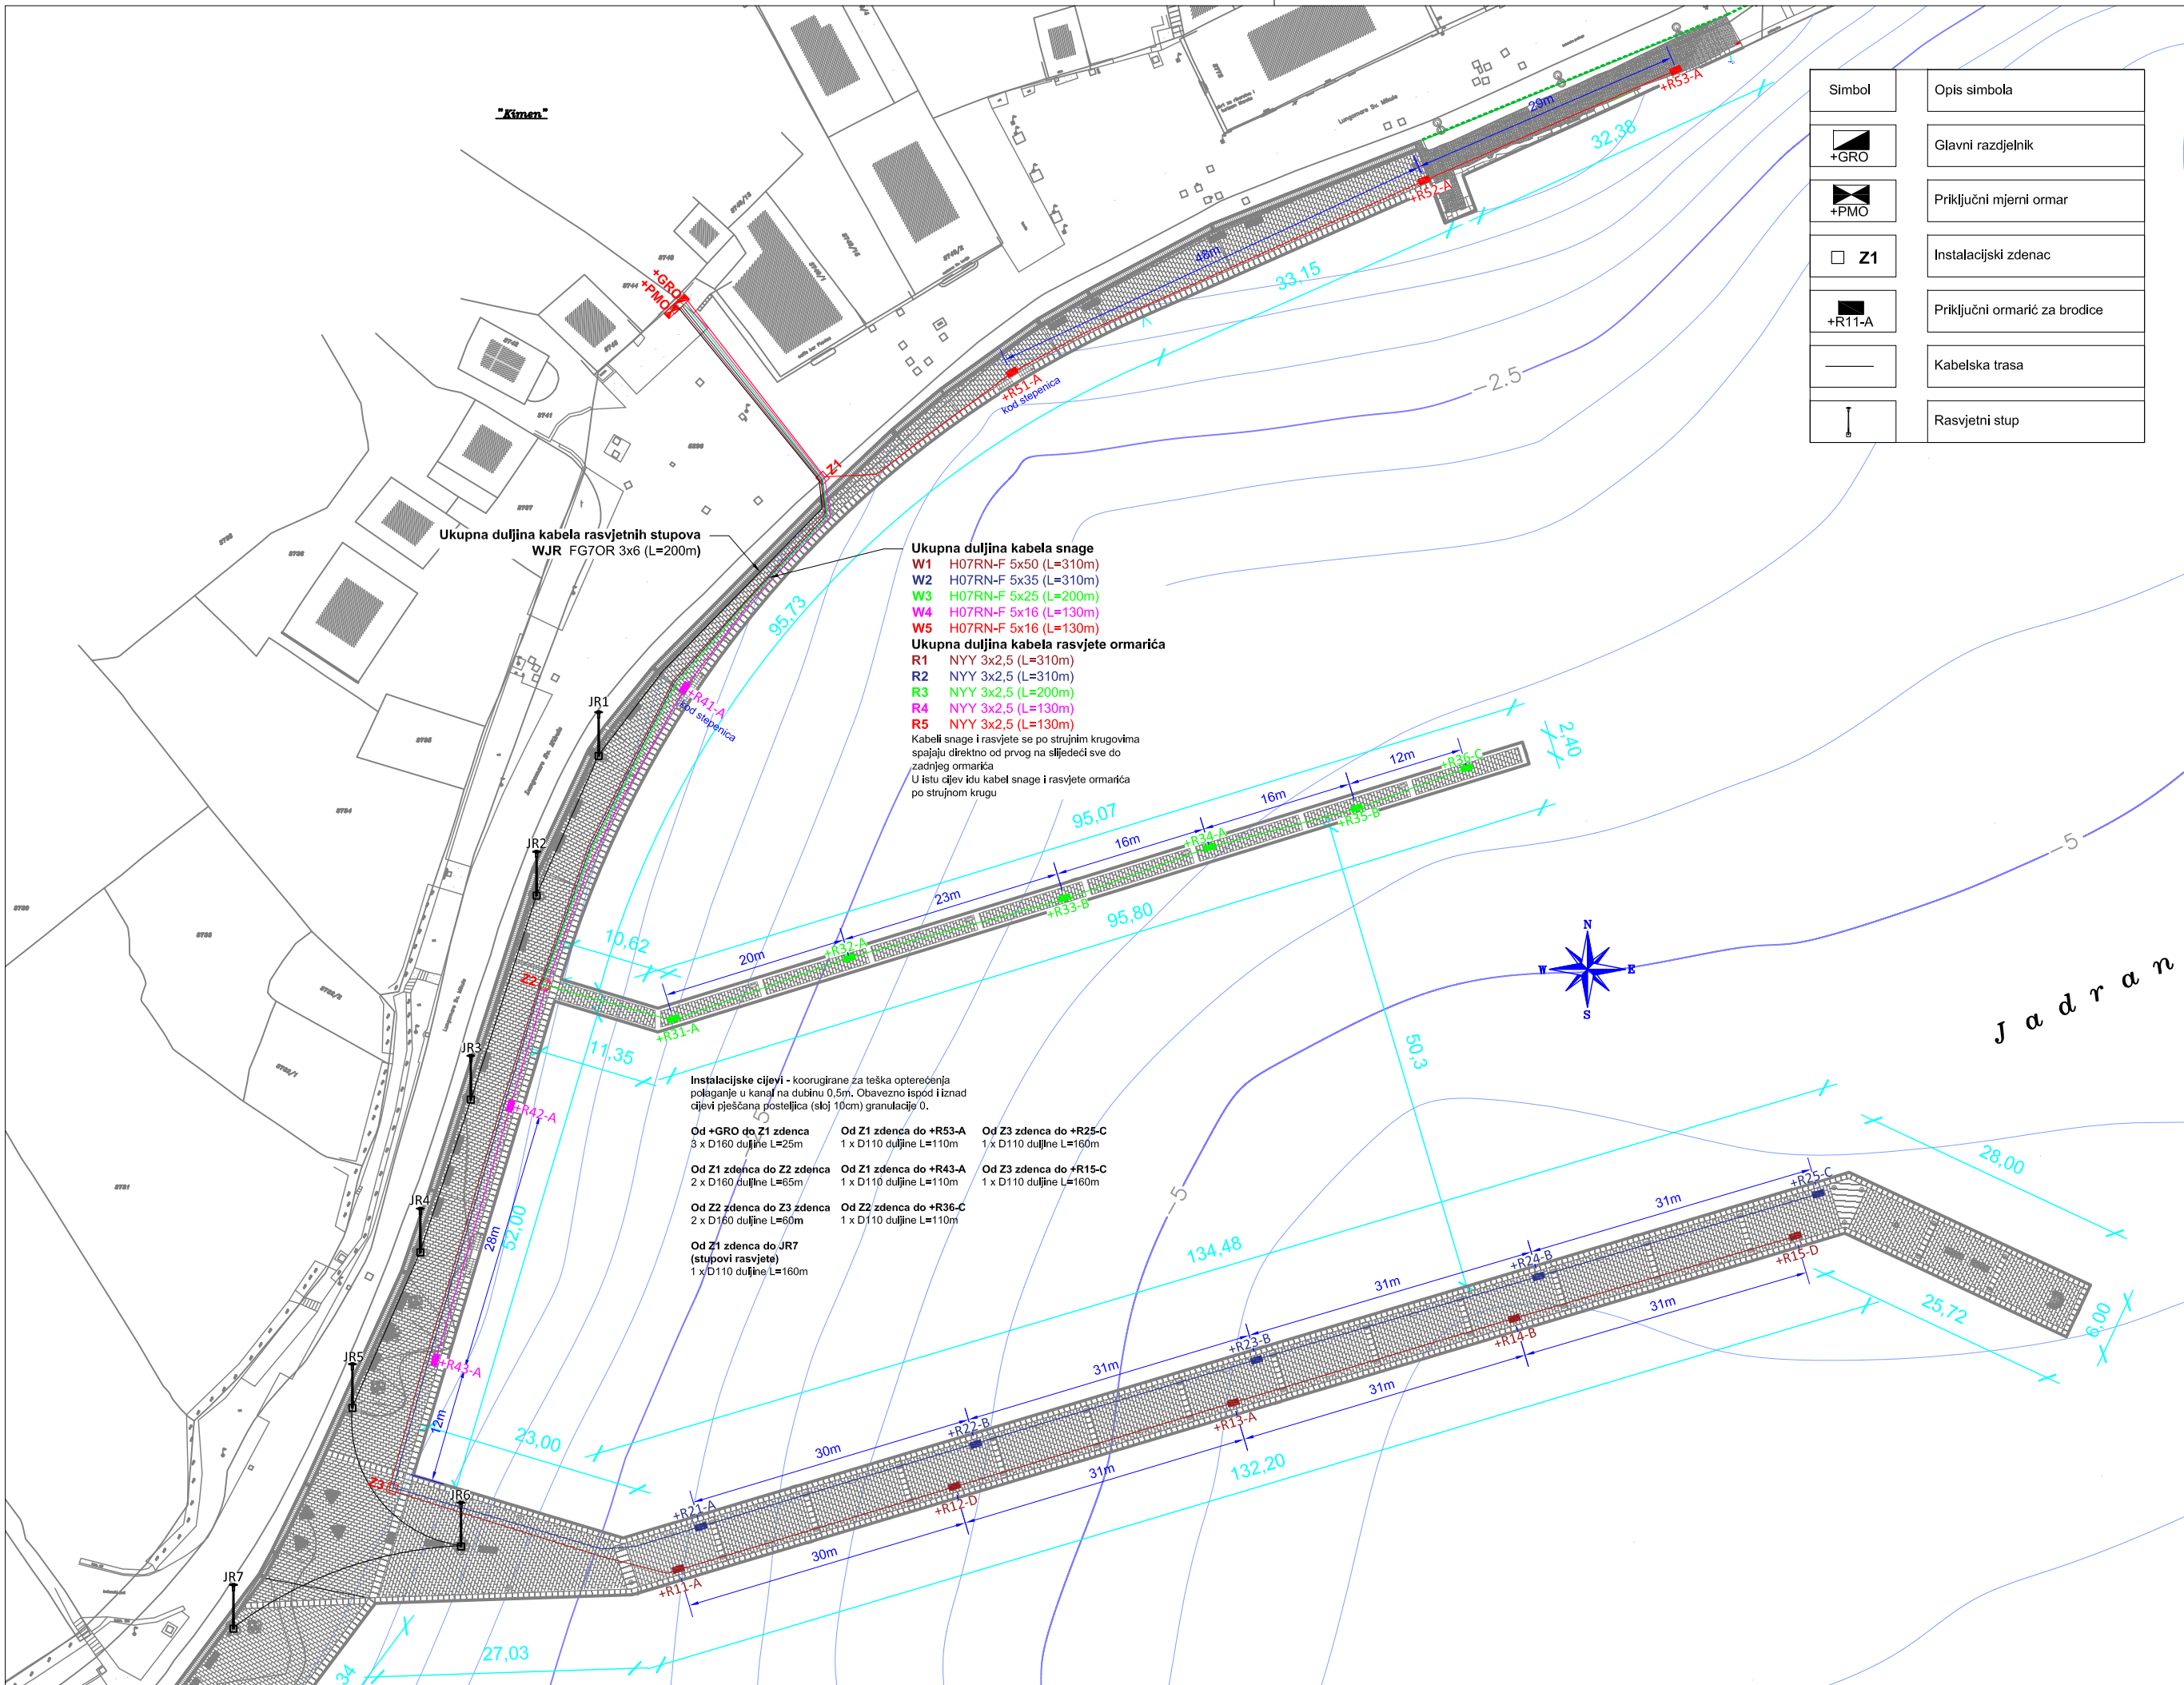 "Kimen"
Simbol
Opis simbola
+GRO
Glavni razdjelnik
+PMO
Priključni mjerni ormar
Z1
Instalacijski zdenac
+R11-A
Priključni ormarić za brodice
Kabelska trasa
Rasvjetni stup
+R53-A
29m
32,38
+R52-A
48m
33,15
+R51-A
kod stepenica
Lungomare Sv. Nikole
+GRO
+PMO
Z1
-2.5
Ukupna duljina kabela rasvjetnih stupova
WJR FG7OR 3x6 (L=200m)
Ukupna duljina kabela snage
W1 H07RN-F 5x50 (L=310m)
W2 H07RN-F 5x35 (L=310m)
W3 H07RN-F 5x25 (L=200m)
W4 H07RN-F 5x16 (L=130m)
W5 H07RN-F 5x16 (L=130m)
Ukupna duljina kabela rasvjete ormarića
R1 NYY 3x2,5 (L=310m)
R2 NYY 3x2,5 (L=310m)
R3 NYY 3x2,5 (L=200m)
R4 NYY 3x2,5 (L=130m)
R5 NYY 3x2,5 (L=130m)
Kabeli snage i rasvjete se po strujnim krugovima
spajaju direktno od prvog na slijedeći sve do
zadnjeg ormarića
U istu cijev idu kabel snage i rasvjete ormarića
po strujnom krugu
95,73
+R41-A
kod stepenica
JR1
JR2
JR3
JR4
JR5
JR6
JR7
2,40
12m
+R36-C
16m
+R35-B
95,07
16m
+R34-A
23m
+R33-B
95,80
20m
+R32-A
10,62
+R31-A
11,35
Z2
50,3
-5
N
W
E
S
Jadran
Instalacijske cijevi - koorugirane za teška opterećenja
polaganje u kanal na dubinu 0,5m. Obavezno ispod i iznad
cijevi pješčana posteljica (sloj 10cm) granulacije 0.
Od +GRO do Z1 zdenca
3 x D160 duljine L=25m
Od Z1 zdenca do +R53-A
1 x D110 duljine L=110m
Od Z3 zdenca do +R25-C
1 x D110 duljine L=160m
Od Z1 zdenca do Z2 zdenca
2 x D160 duljine L=65m
Od Z1 zdenca do +R43-A
1 x D110 duljine L=110m
Od Z3 zdenca do +R15-C
1 x D110 duljine L=160m
Od Z2 zdenca do Z3 zdenca
2 x D160 duljine L=60m
Od Z2 zdenca do +R36-C
1 x D110 duljine L=110m
Od Z1 zdenca do JR7
(stupovi rasvjete)
1 x D110 duljine L=160m
+R42-A
28m
52,00
+R43-A
12m
23,00
Z3
-5
134,48
28,00
+R25-C
31m
+R15-D
+R24-B
31m
31m
25,72
6,00
+R14-B
+R23-B
31m
31m
+R13-A
+R22-B
30m
31m
132,20
+R12-D
+R21-A
30m
+R11-A
27,03
34